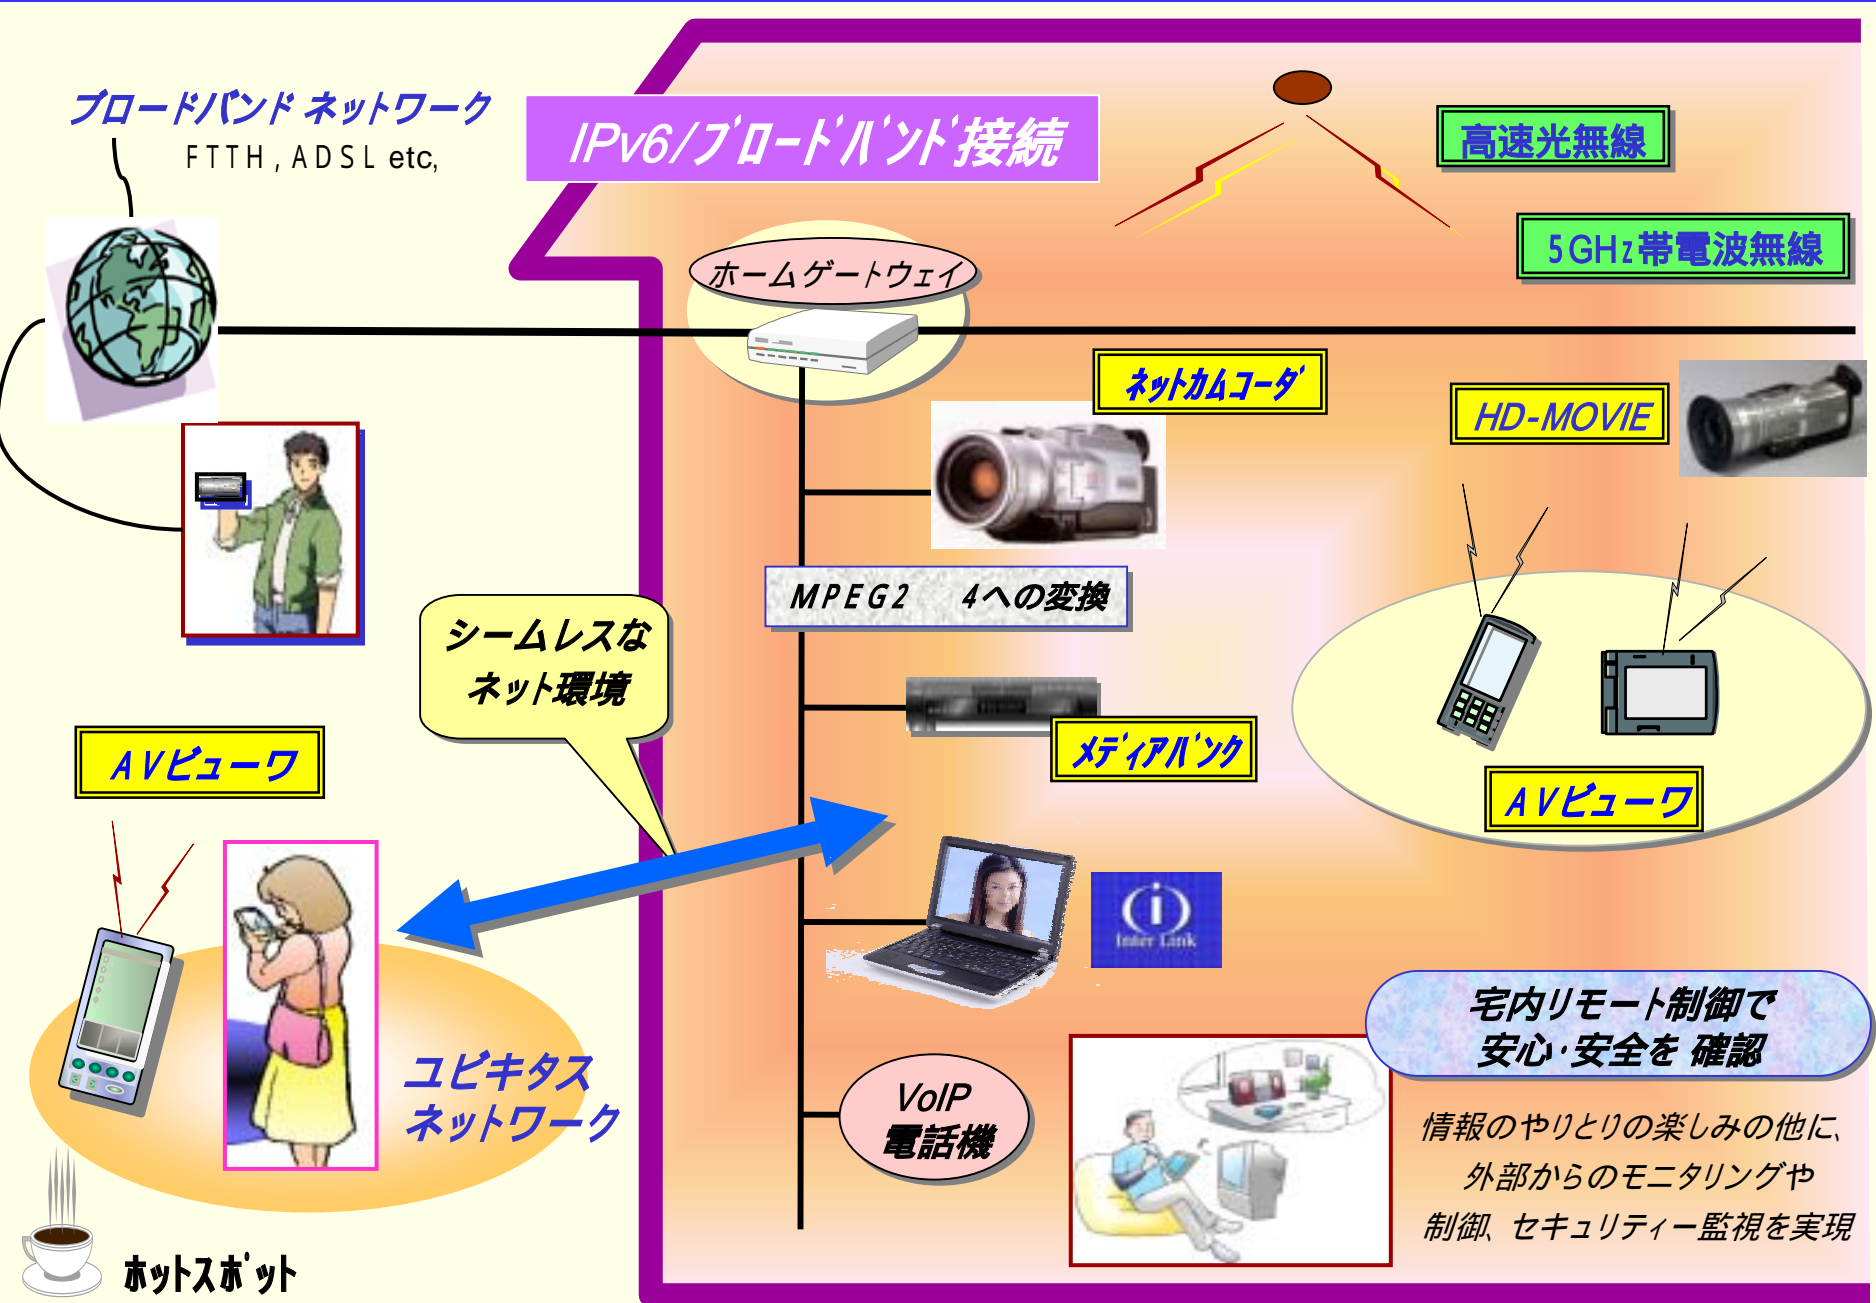 ブロードバンド ネットワーク
FTTH, ADSL etc,
IPv6/ﾌﾞﾛｰﾄﾞﾊﾞﾝﾄﾞ接続
高速光無線
5GHz帯電波無線
ホームゲートウェイ
ﾈｯﾄｶﾑｺｰﾀﾞ
HD-MOVIE
MPEG2　4への変換
シームレスな
ネット環境
ﾒﾃﾞｨｱﾊﾞﾝｸ
AVビューワ
AVビューワ
Inter Link
宅内リモート制御で
安心・安全を 確認
ユビキタス
ネットワーク
VoIP
電話機
情報のやりとりの楽しみの他に、
外部からのモニタリングや
制御、セキュリティー監視を実現
ﾎｯﾄｽﾎﾟｯﾄ